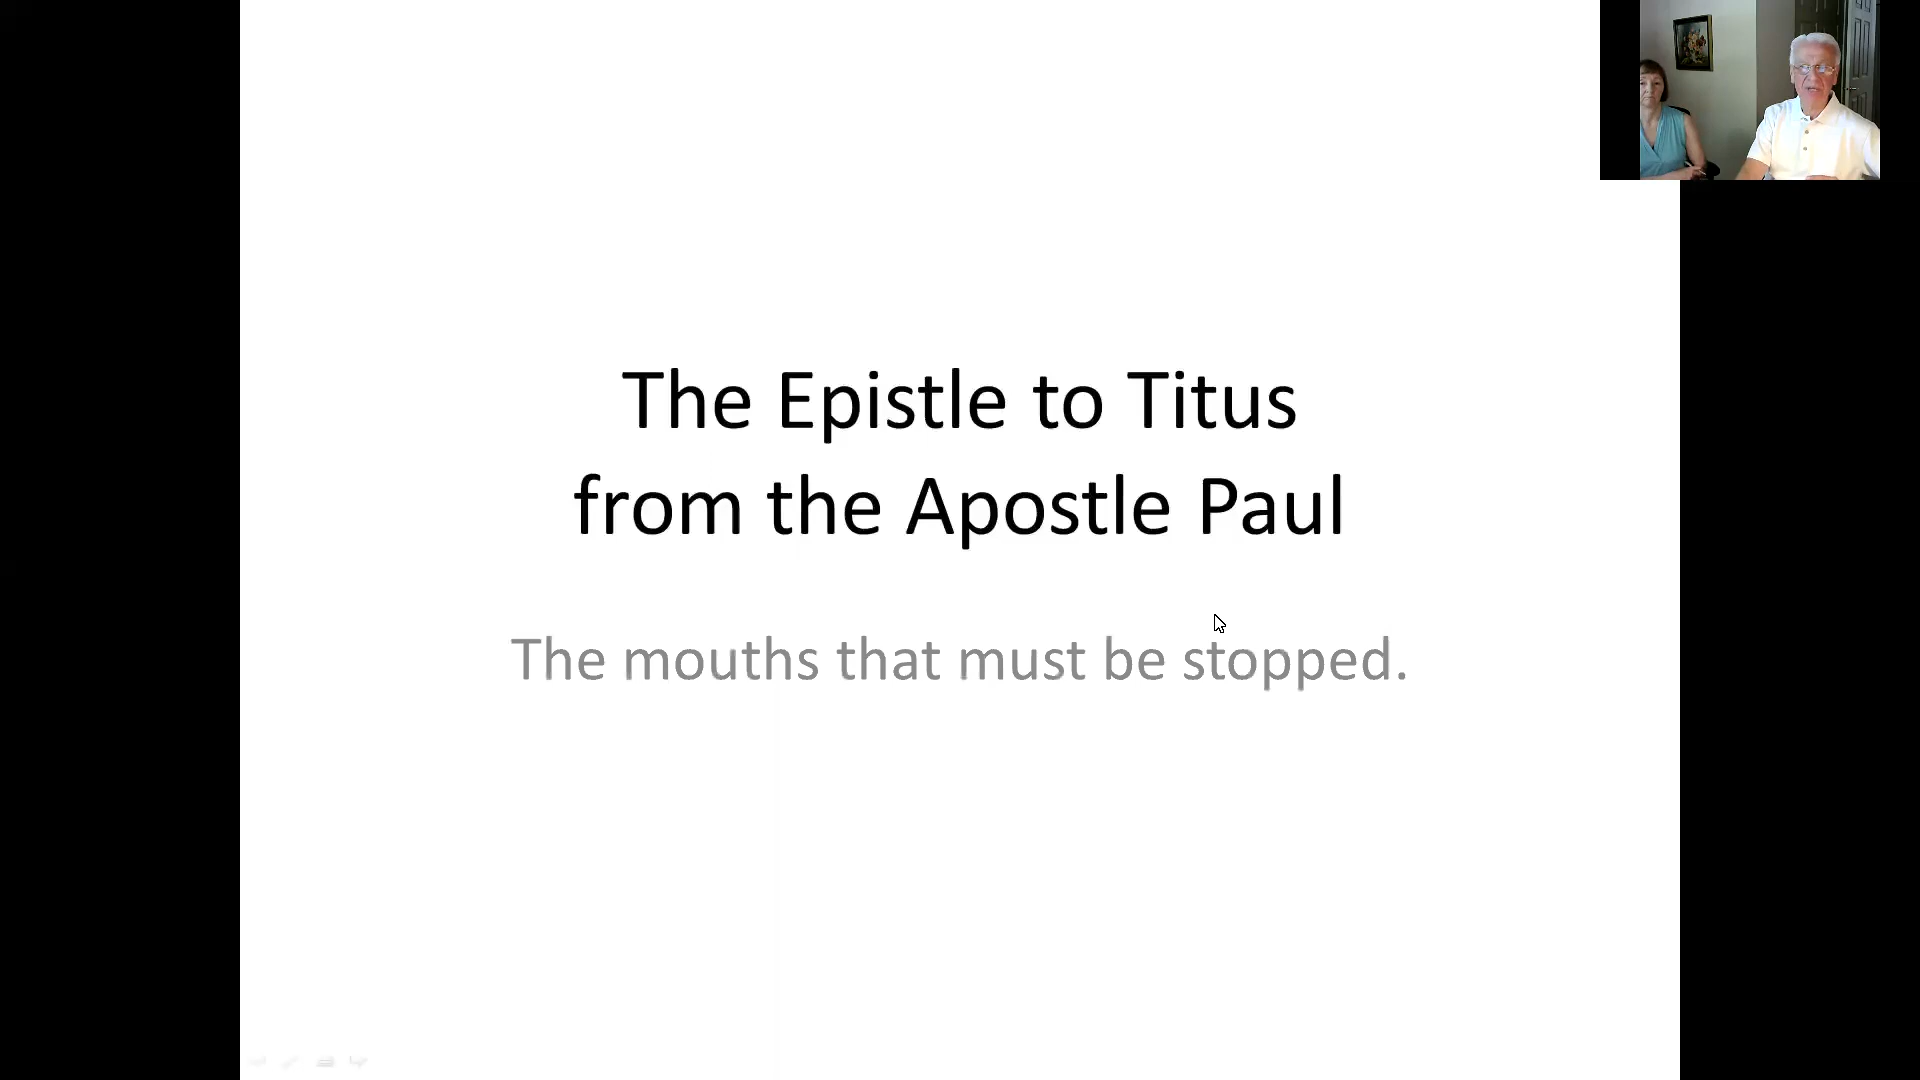 The Epistle to Titus
from the Apostle Paul
The mouths that must be stopped.